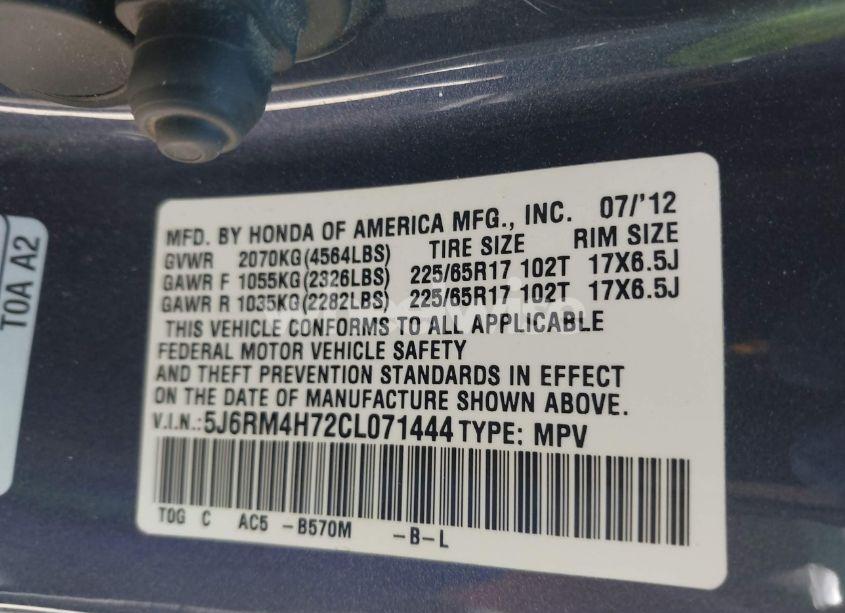 MFD. BY HONDA OF AMERICA MFG., INC. 07/'12
GVWR 2070KG(4564LBS) TIRE SIZE RIM SIZE
GAWR F 1055KG(2326LBS) 225/65R17 102T 17X6.5J
GAWR R 1035KG(2282LBS) 225/65R17 102T 17X6.5J
THIS VEHICLE CONFORMS TO ALL APPLICABLE
FEDERAL MOTOR VEHICLE SAFETY
AND THEFT PREVENTION STANDARDS IN EFFECT
ON THE DATE OF MANUFACTURE SHOWN ABOVE.
V.I.N.:5J6RM4H72CL071444 TYPE: MPV
TOG C AC5 -B570M -B-L
TOA A2